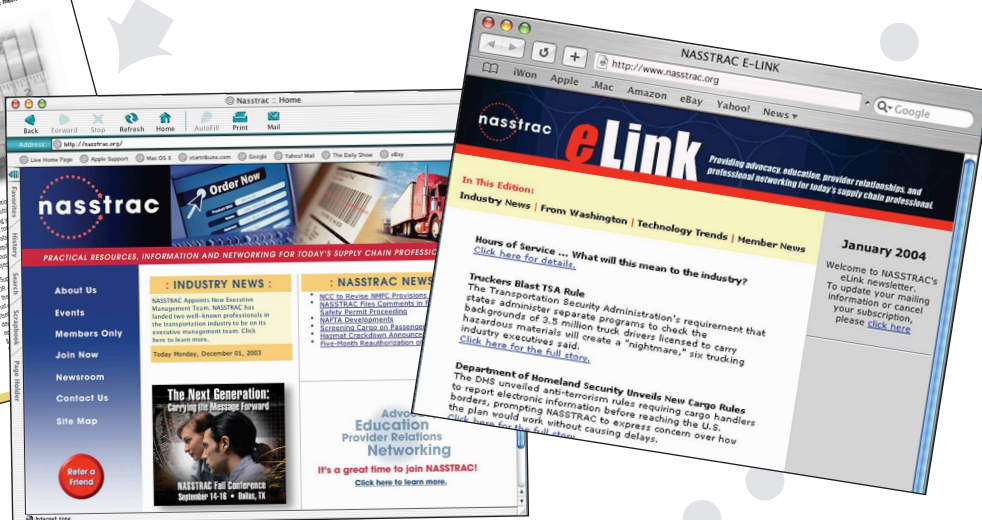 Nasstrac :: Home
Back Forward Stop Refresh Home AutoFill Print Mail
Address: http://nasstrac.org/
Live Home Page Apple Support Mac OS X startribune.com Google Yahoo! Mail The Daily Show eBay
Favorites
History
Search
Scrapbook
Page Holder
nasstrac
Order Now
PRACTICAL RESOURCES, INFORMATION AND NETWORKING FOR TODAY'S SUPPLY CHAIN
About Us
Events
Members Only
Join Now
Newsroom
Contact Us
Site Map
Refer a
Friend
: INDUSTRY NEWS :
NASSTRAC Appoints New Executive
Management Team. NASSTRAC has
landed two well-known professionals in
the transportation industry to be on its
executive management team. Click
here to learn more.
Today Monday, December 01, 2003
The Next Generation:
Carrying the Message Forward
NASSTRAC Fall Conference
September 14-16 • Dallas, TX
: NASSTRAC NEWS
NCC to Revise NMFC Provisions
NASSTRAC Files Comments in
Safety Permit Proceeding
NAFTA Developments
Screening Cargo on Passenger
Hazmat Crackdown
Five-Month Reauthorization of
Education
Provider Relations
Networking
It's a great time to join NASSTRAC!
Click here to learn more.
Internet zone
NASSTRAC E-LINK
http://www.nasstrac.org
Google
iWon Apple .Mac Amazon eBay Yahoo! News
nasstrac
eLink
Providing advocacy, education, provider relationships, and
professional networking for today's supply chain professional.
In This Edition:
Industry News | From Washington | Technology Trends | Member News
Hours of Service ... What will this mean to the industry?
Click here for details.
Truckers Blast TSA Rule
The Transportation Security Administration's requirement that
states administer separate programs to check the
backgrounds of 3.5 million truck drivers licensed to carry
hazardous materials will create a "nightmare," six trucking
industry executives said.
Click here for the full story.
Department of Homeland Security Unveils New Cargo Rules
The DHS unveiled anti-terrorism rules requiring cargo handlers
to report electronic information before reaching the U.S.
borders, prompting NASSTRAC to express concern over how
the plan would work without causing delays.
Click here for the full story.
January 2004
Welcome to NASSTRAC's
eLink newsletter.
To update your mailing
information or cancel
your subscription,
please click here